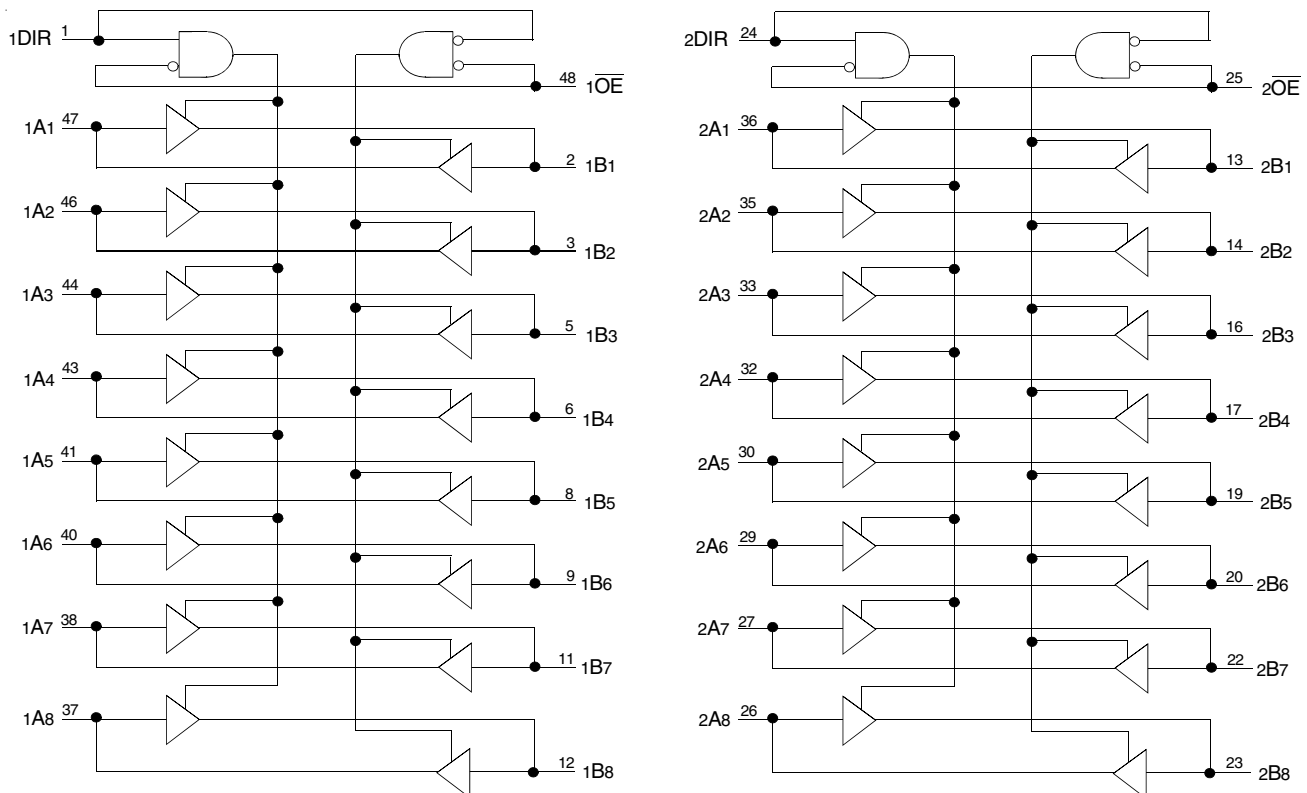 1DIR 1
48 1O̅E̅
1A1 47
2 1B1
1A2 46
3 1B2
1A3 44
5 1B3
1A4 43
6 1B4
1A5 41
8 1B5
1A6 40
9 1B6
1A7 38
11 1B7
1A8 37
12 1B8
2DIR 24
25 2O̅E̅
2A1 36
13 2B1
2A2 35
14 2B2
2A3 33
16 2B3
2A4 32
17 2B4
2A5 30
19 2B5
2A6 29
20 2B6
2A7 27
22 2B7
2A8 26
23 2B8